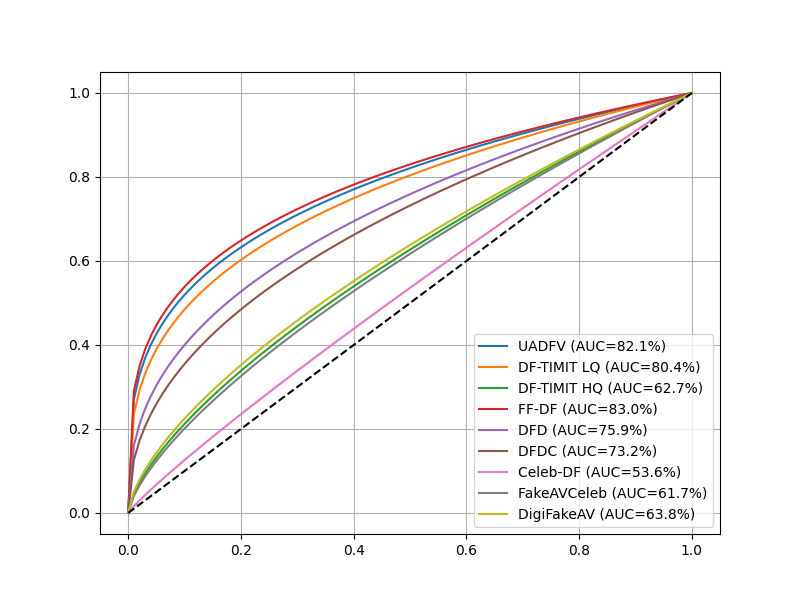 1.0
0.8
0.6
0.4
0.2
0.0
UADFV (AUC=82.1%)
DF-TIMIT LQ (AUC=80.4%)
DF-TIMIT HQ (AUC=62.7%)
FF-DF (AUC=83.0%)
DFD (AUC=75.9%)
DFDC (AUC=73.2%)
Celeb-DF (AUC=53.6%)
FakeAVCeleb (AUC=61.7%)
DigiFakeAV (AUC=63.8%)
0.0 0.2 0.4 0.6 0.8 1.0